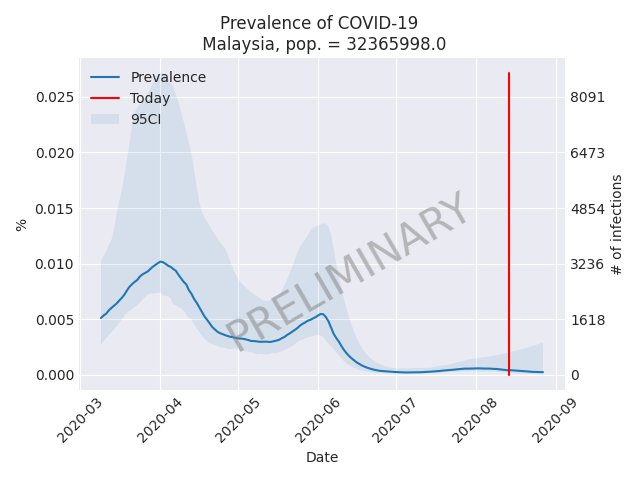 Prevalence of COVID-19
Malaysia, pop. = 32365998.0
Prevalence
Today
95CI
0.025
0.020
0.015
0.010
0.005
0.000
%
8091
6473
4854
3236
1618
0
# of infections
PRELIMINARY
2020-03
2020-04
2020-05
2020-06
2020-07
2020-08
2020-09
Date